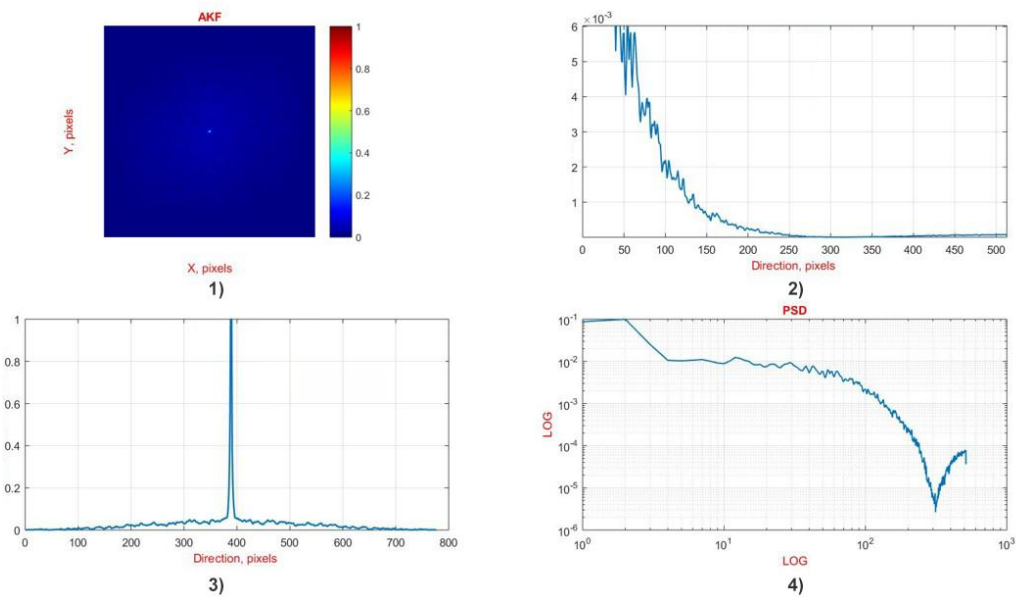 AKF
1
0.8
0.6
0.4
0.2
0
Y, pixels
X, pixels
1)
×10⁻³
6
5
4
3
2
1
0 50 100 150 200 250 300 350 400 450 500
Direction, pixels
2)
1
0.8
0.6
0.4
0.2
0
0 100 200 300 400 500 600 700 800
Direction, pixels
3)
PSD
10⁻¹
10⁻²
10⁻³
10⁻⁴
10⁻⁵
10⁻⁶
LOG
10⁰ 10¹ 10² 10³
LOG
4)